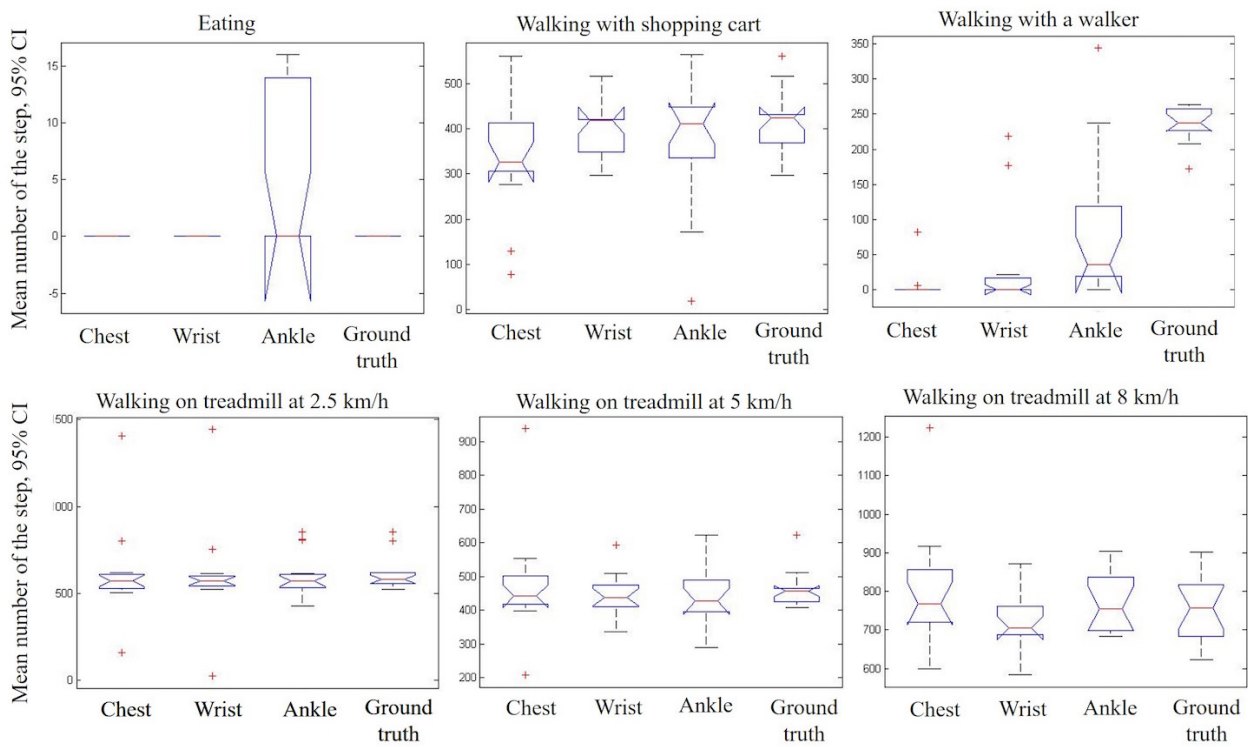 Eating
Walking with shopping cart
Walking with a walker
Mean number of the step, 95% CI
15
10
5
0
-5
500
400
300
200
100
0
350
300
250
200
150
100
50
0
Chest Wrist Ankle Ground truth
Chest Wrist Ankle Ground truth
Chest Wrist Ankle Ground truth
Walking on treadmill at 2.5 km/h
Walking on treadmill at 5 km/h
Walking on treadmill at 8 km/h
Mean number of the step, 95% CI
500
000
500
0
900
800
700
600
500
400
300
200
1200
1100
1000
900
800
700
600
Chest Wrist Ankle Ground truth
Chest Wrist Ankle Ground truth
Chest Wrist Ankle Ground truth